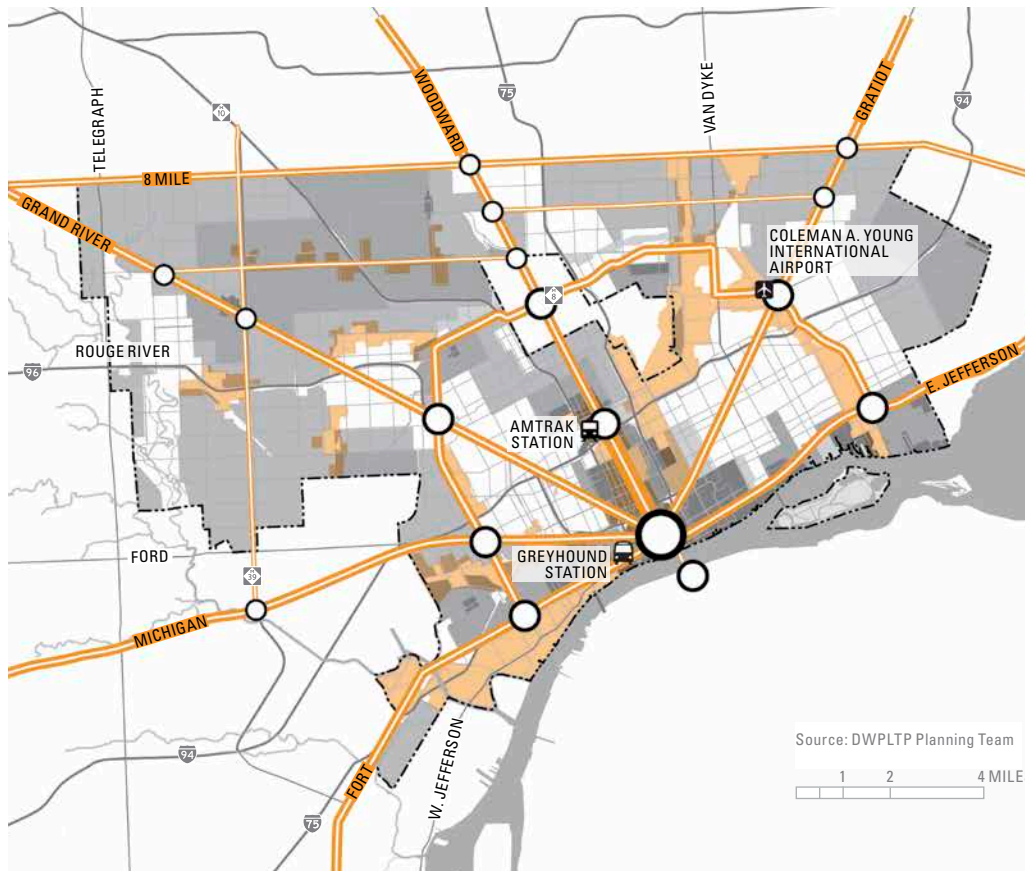 WOODWARD
75
VAN DYKE
GRATIOT
94
TELEGRAPH
10
8 MILE
GRAND RIVER
COLEMAN A. YOUNG
INTERNATIONAL
AIRPORT
8
ROUGE RIVER
96
E. JEFFERSON
AMTRAK
STATION
FORD
GREYHOUND
STATION
39
MICHIGAN
W. JEFFERSON
FORT
94
75
Source: DWPLTP Planning Team
1 2 4 MILE